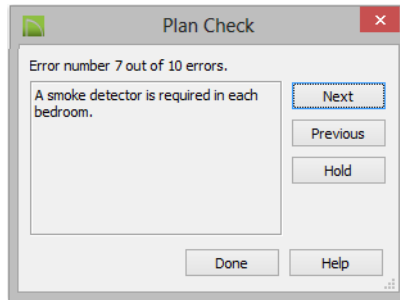 Plan Check
Error number 7 out of 10 errors.
A smoke detector is required in each
bedroom.
Next
Previous
Hold
Done
Help